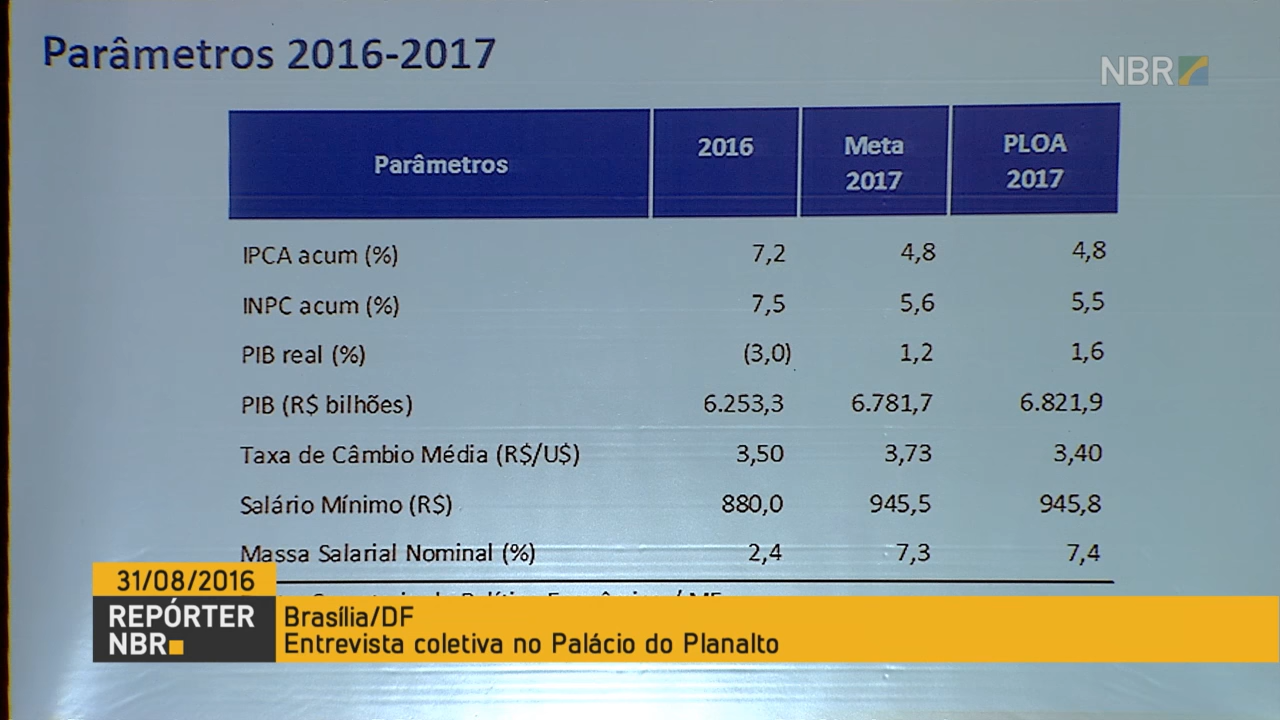 Parâmetros 2016-2017
NBR
Parâmetros 2016 Meta 2017 PLOA 2017
IPCA acum (%) 7,2 4,8 4,8
INPC acum (%) 7,5 5,6 5,5
PIB real (%) (3,0) 1,2 1,6
PIB (R$ bilhões) 6.253,3 6.781,7 6.821,9
Taxa de Câmbio Média (R$/U$) 3,50 3,73 3,40
Salário Mínimo (R$) 880,0 945,5 945,8
Massa Salarial Nominal (%) 2,4 7,3 7,4
31/08/2016
REPÓRTER
NBR
Brasília/DF
Entrevista coletiva no Palácio do Planalto